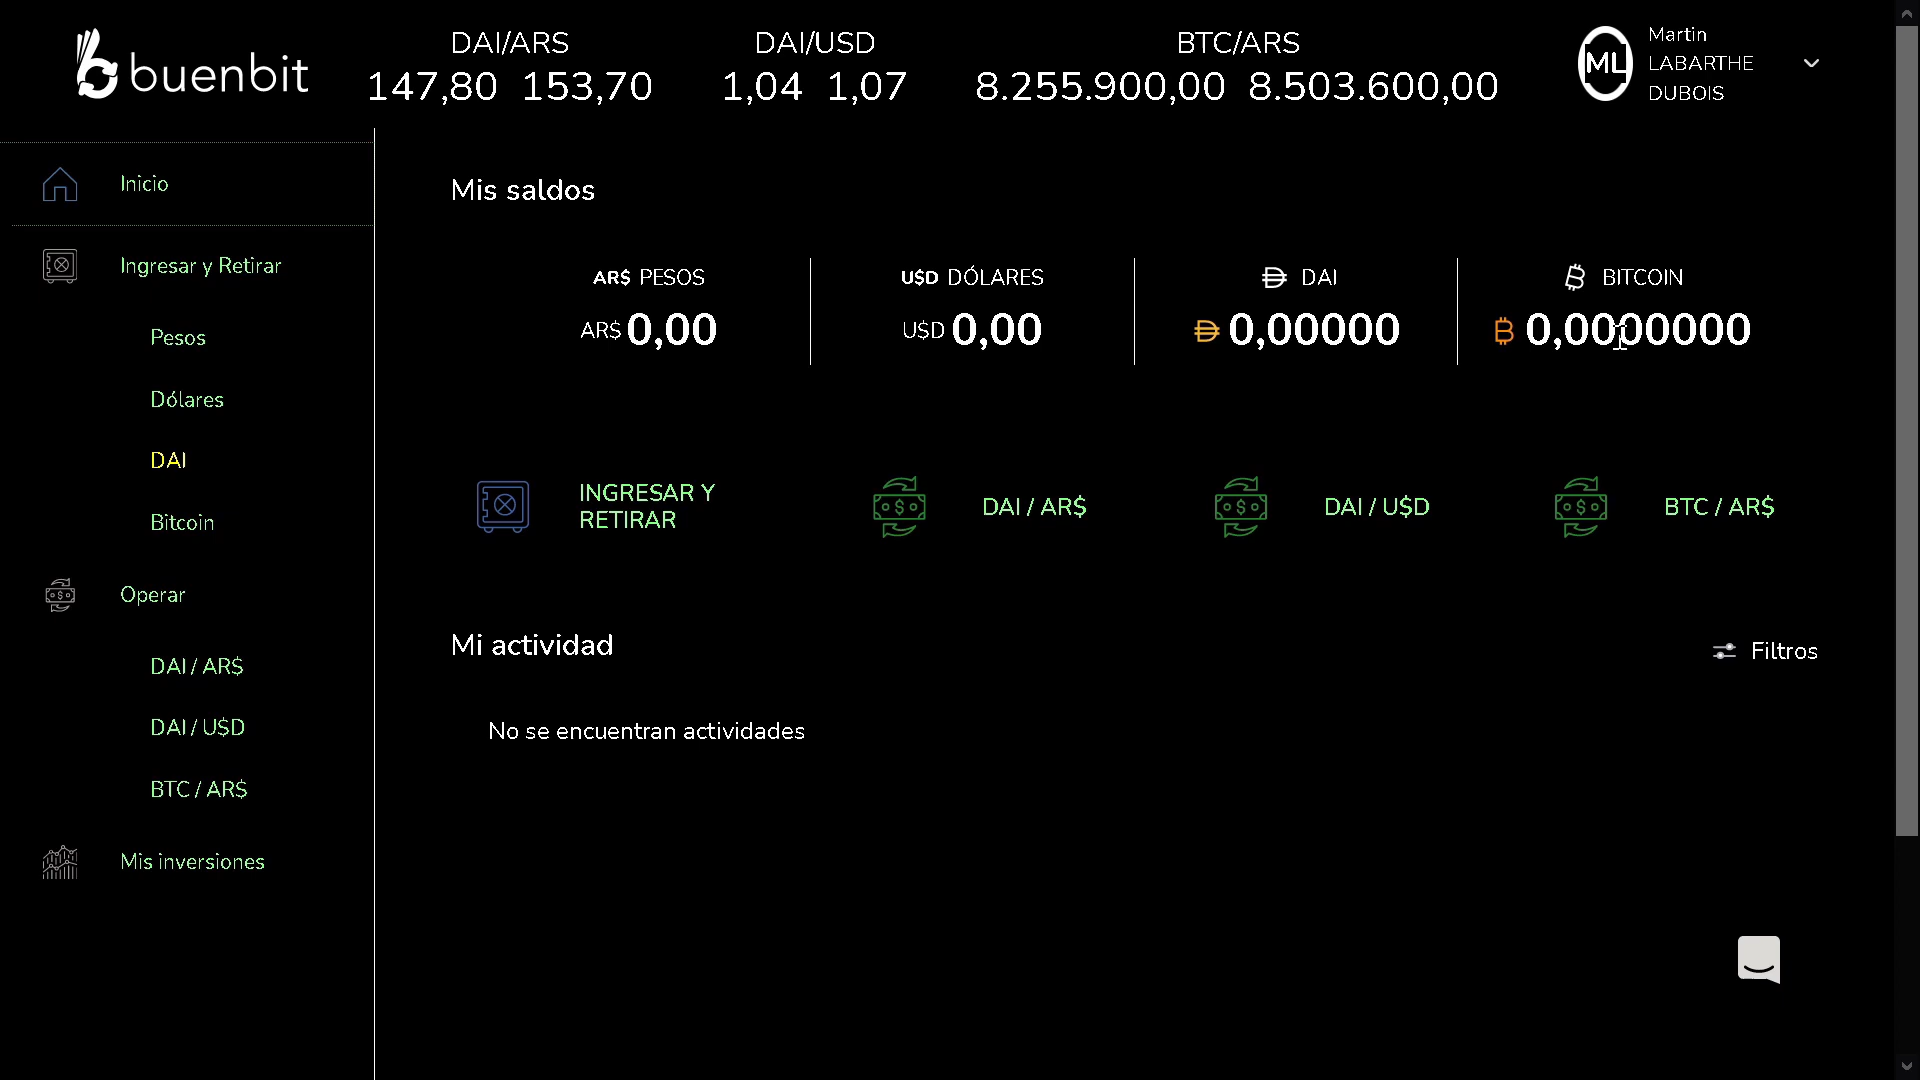 buenbit
DAI/ARS
147,80 153,70
DAI/USD
1,04 1,07
BTC/ARS
8.255.900,00 8.503.600,00
ML
Martin
LABARTHE
DUBOIS
Inicio
Ingresar y Retirar
Pesos
Dólares
DAI
Bitcoin
Operar
DAI / AR$
DAI / U$D
BTC / AR$
Mis inversiones
Mis saldos
AR$ PESOS
AR$ 0,00
U$D DÓLARES
U$D 0,00
DAI
0,00000
BITCOIN
0,0000000
INGRESAR Y
RETIRAR
DAI / AR$
DAI / U$D
BTC / AR$
Mi actividad
Filtros
No se encuentran actividades